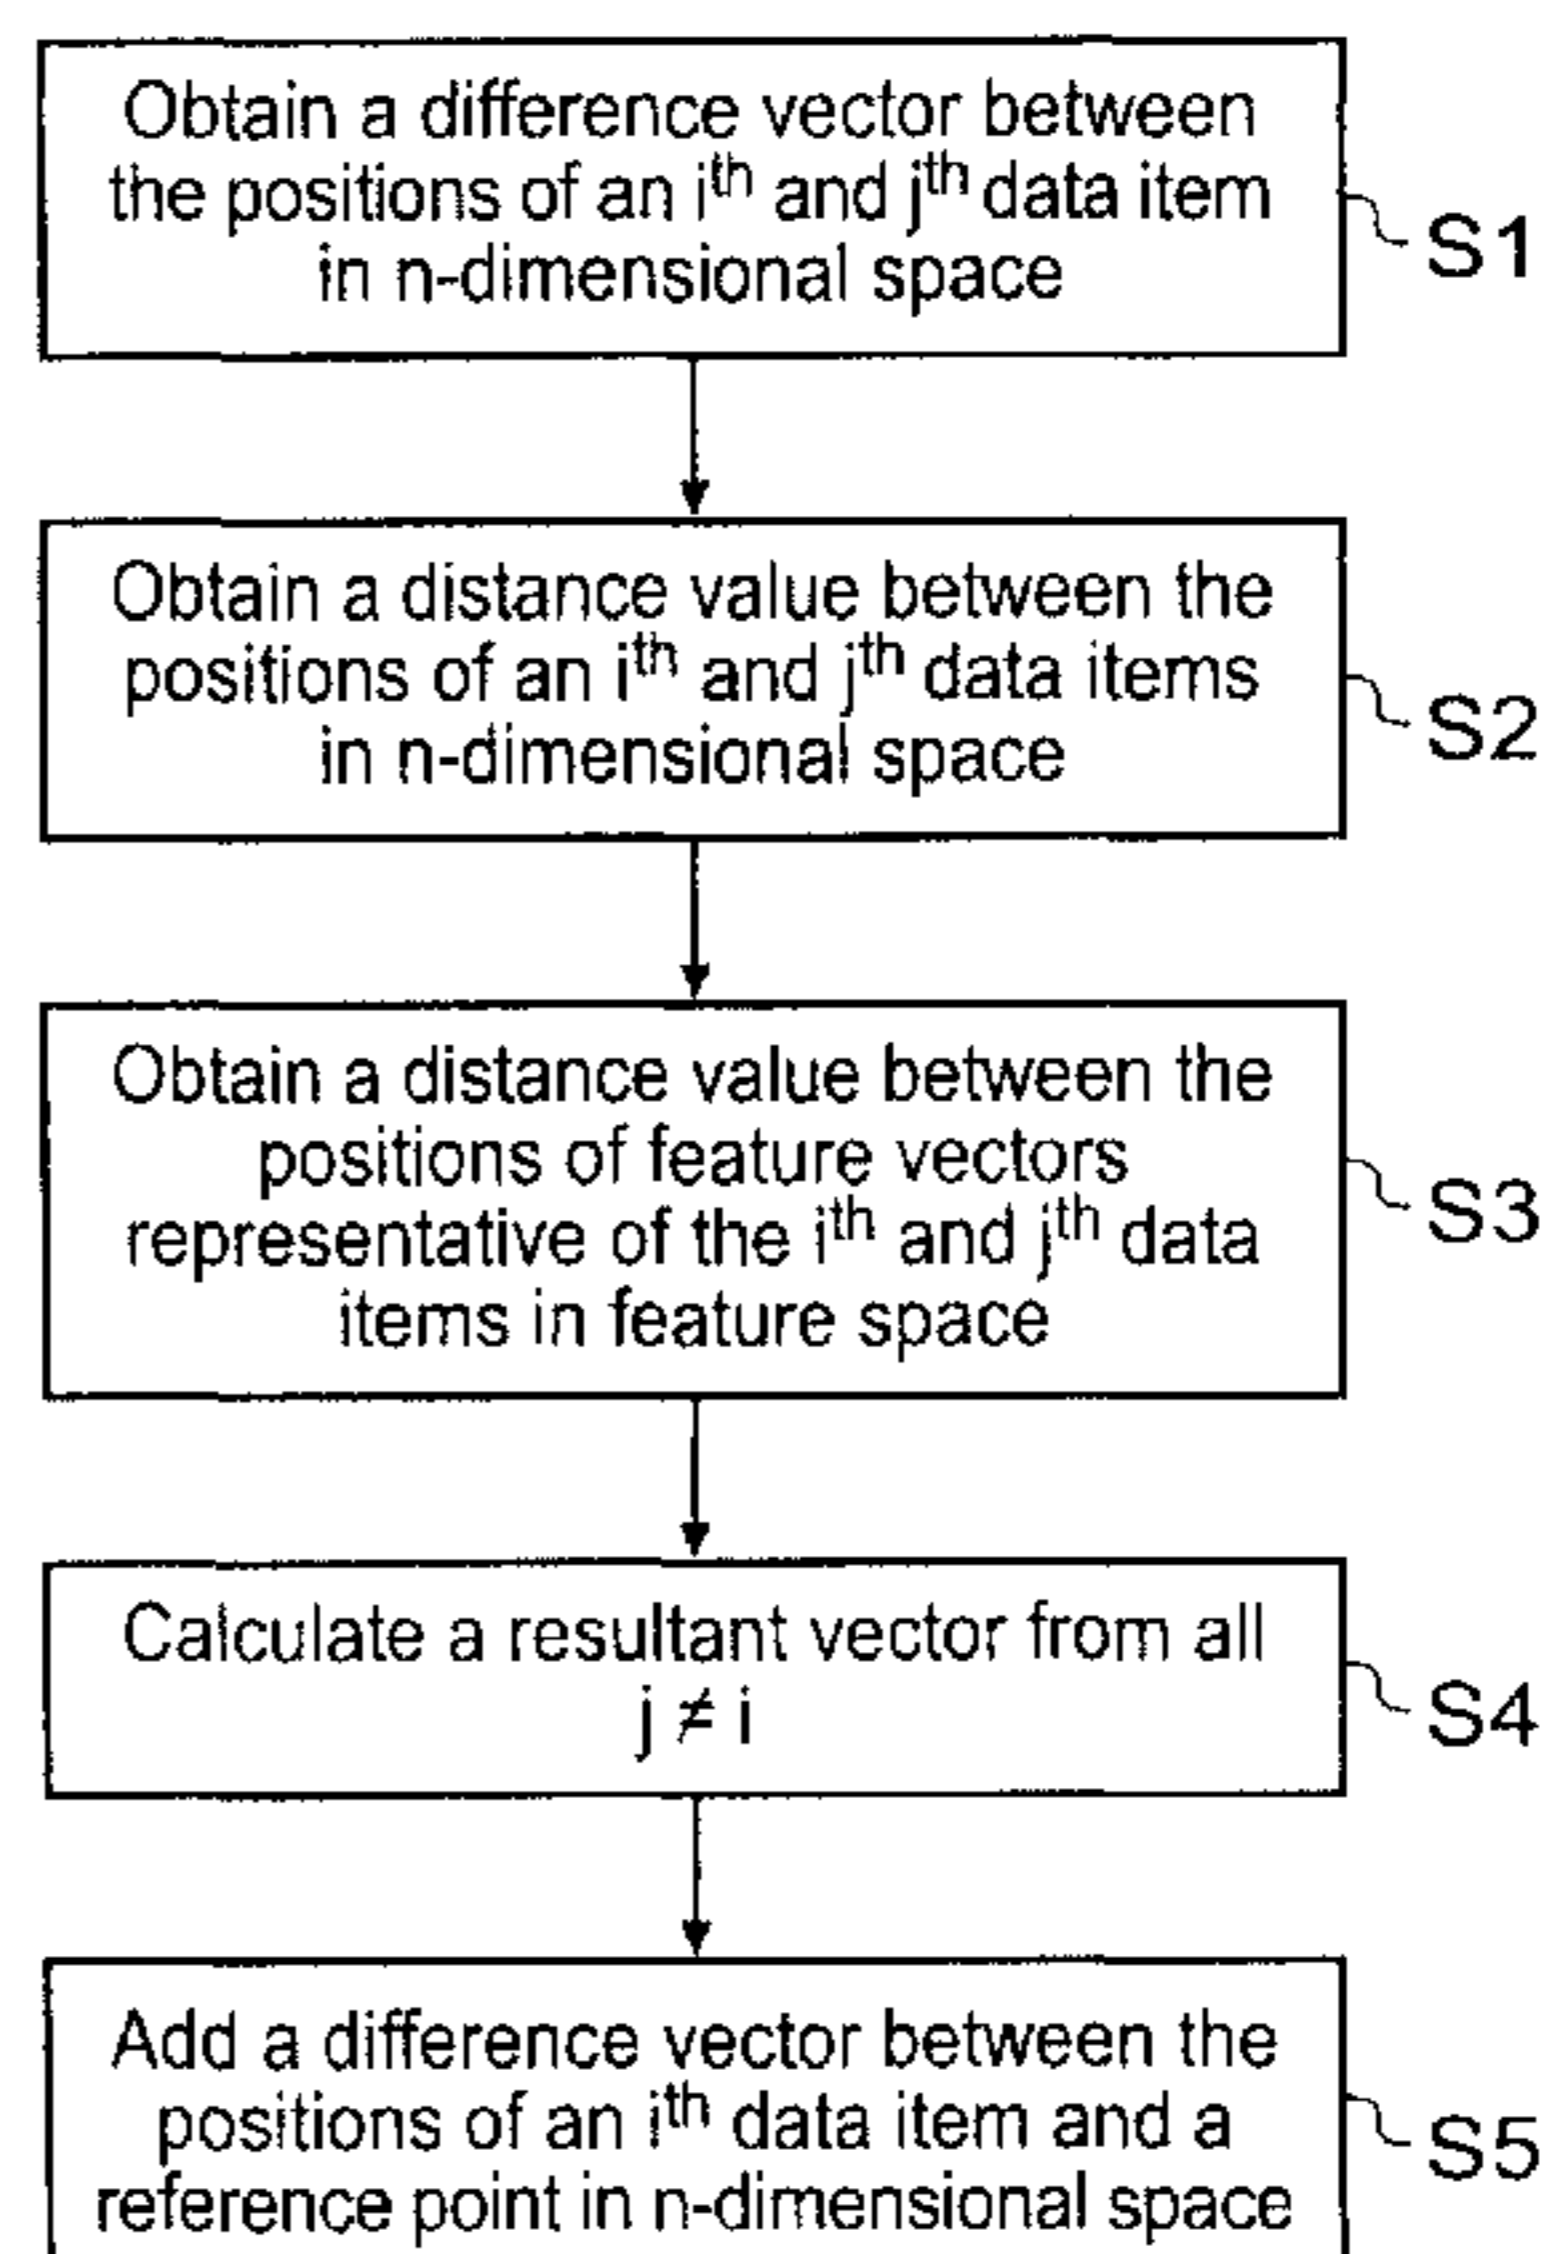 Obtain a difference vector between
the positions of an iᵗʰ and jᵗʰ data item
in n-dimensional space
S1
Obtain a distance value between the
positions of an iᵗʰ and jᵗʰ data items
in n-dimensional space
S2
Obtain a distance value between the
positions of feature vectors
representative of the iᵗʰ and jᵗʰ data
items in feature space
S3
Calculate a resultant vector from all
j ≠ i
S4
Add a difference vector between the
positions of an iᵗʰ data item and a
reference point in n-dimensional space
S5